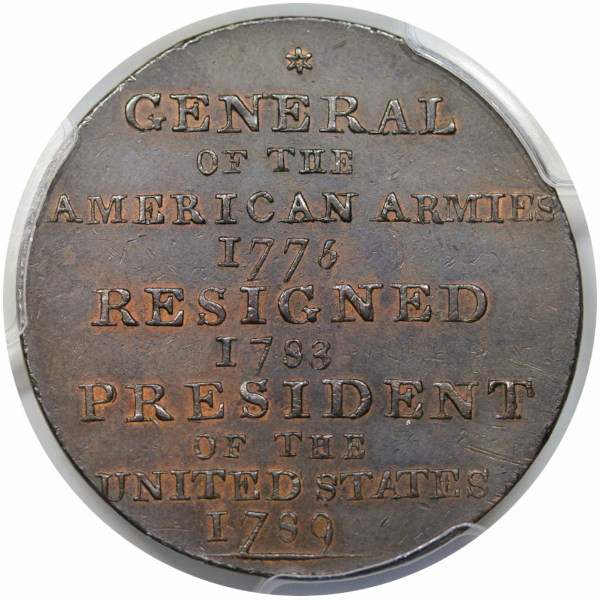 GENERAL
OF THE
AMERICAN ARMIES
1775
RESIGNED
1783
PRESIDENT
OF THE
UNITED STATES
1789